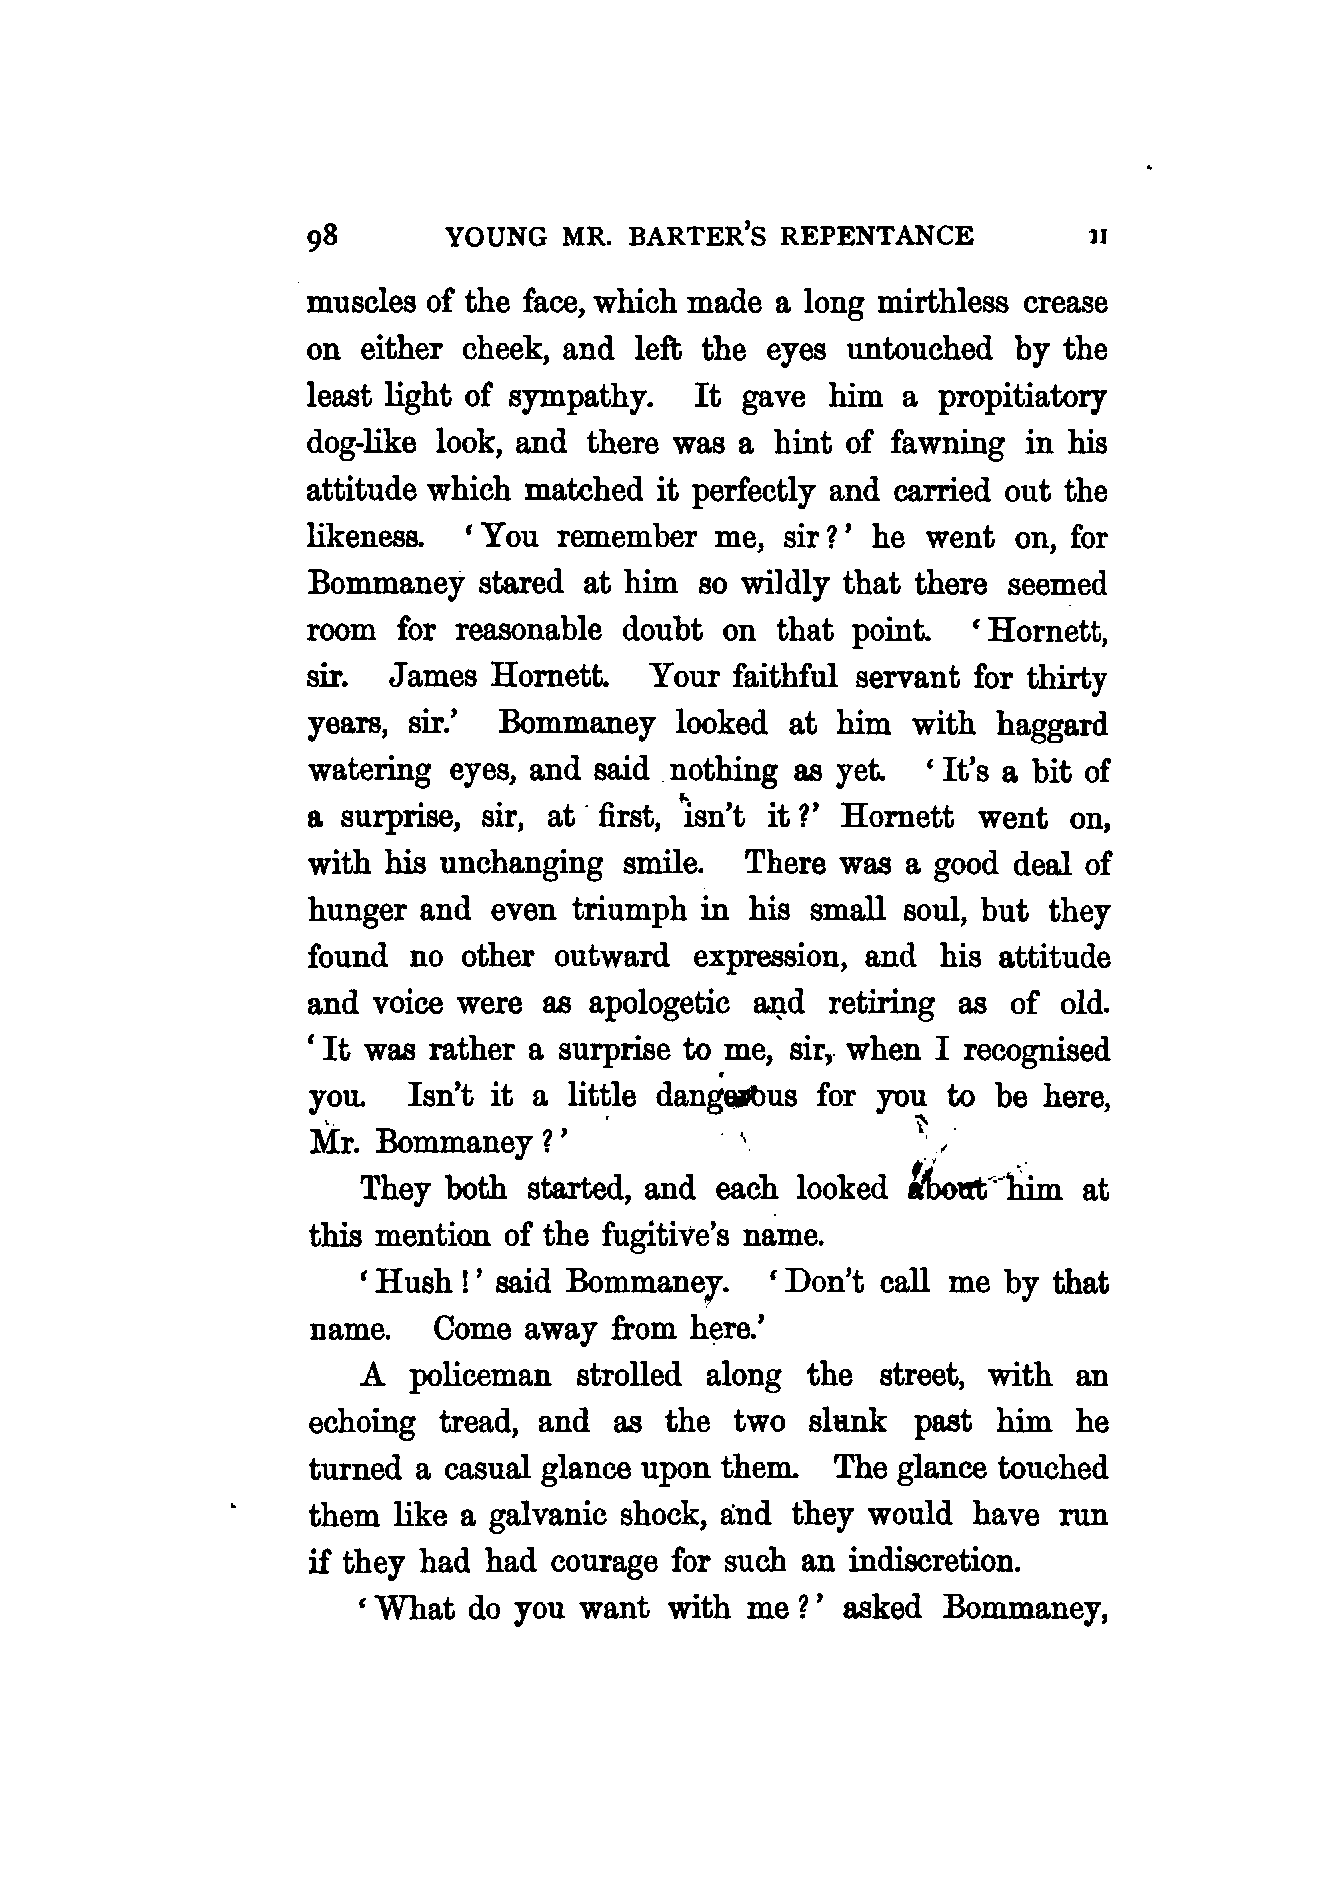 98 YOUNG MR. BARTER'S REPENTANCE II
muscles of the face, which made a long mirthless crease
on either cheek, and left the eyes untouched by the
least light of sympathy. It gave him a propitiatory
dog-like look, and there was a hint of fawning in his
attitude which matched it perfectly and carried out the
likeness. ‘You remember me, sir?’ he went on, for
Bommaney stared at him so wildly that there seemed
room for reasonable doubt on that point. ‘Hornett,
sir. James Hornett. Your faithful servant for thirty
years, sir.’ Bommaney looked at him with haggard
watering eyes, and said nothing as yet. ‘It's a bit of
a surprise, sir, at first, isn't it?’ Hornett went on,
with his unchanging smile. There was a good deal of
hunger and even triumph in his small soul, but they
found no other outward expression, and his attitude
and voice were as apologetic and retiring as of old.
‘It was rather a surprise to me, sir, when I recognised
you. Isn't it a little dangerous for you to be here,
Mr. Bommaney?’
They both started, and each looked about him at
this mention of the fugitive's name.
‘Hush!’ said Bommaney. ‘Don't call me by that
name. Come away from here.’
A policeman strolled along the street, with an
echoing tread, and as the two slunk past him he
turned a casual glance upon them. The glance touched
them like a galvanic shock, and they would have run
if they had had courage for such an indiscretion.
‘What do you want with me?’ asked Bommaney,